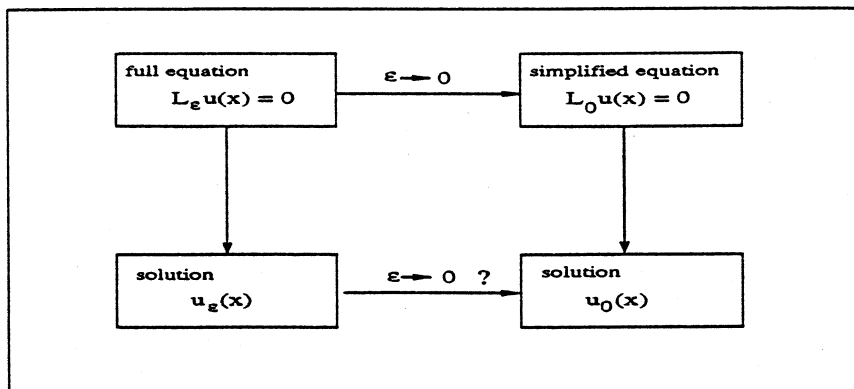 full equation
L_ε u(x) = 0
ε → 0
simplified equation
L_0 u(x) = 0
solution
u_ε(x)
ε → 0 ?
solution
u_0(x)